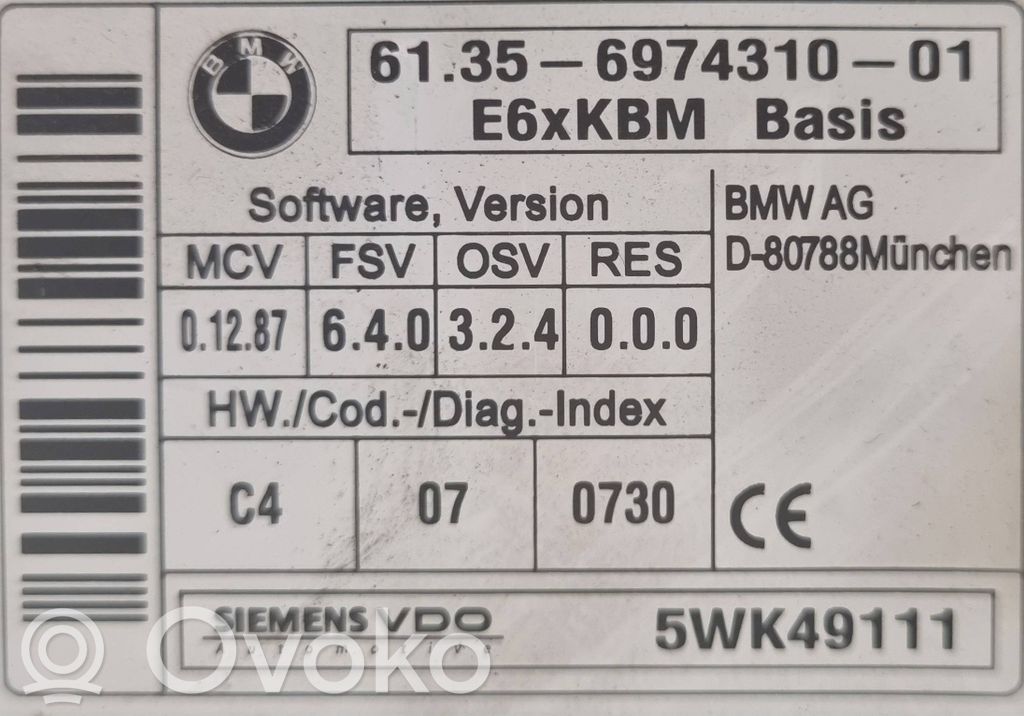 BMW
61.35-6974310-01
E6xKBM Basis
Software, Version
MCV FSV OSV RES
0.12.87 6.4.0 3.2.4 0.0.0
BMW AG
D-80788München
HW./Cod.-/Diag.-Index
C4 07 0730
CE
SIEMENS VDO
Automotive
5WK49111
Ovoko